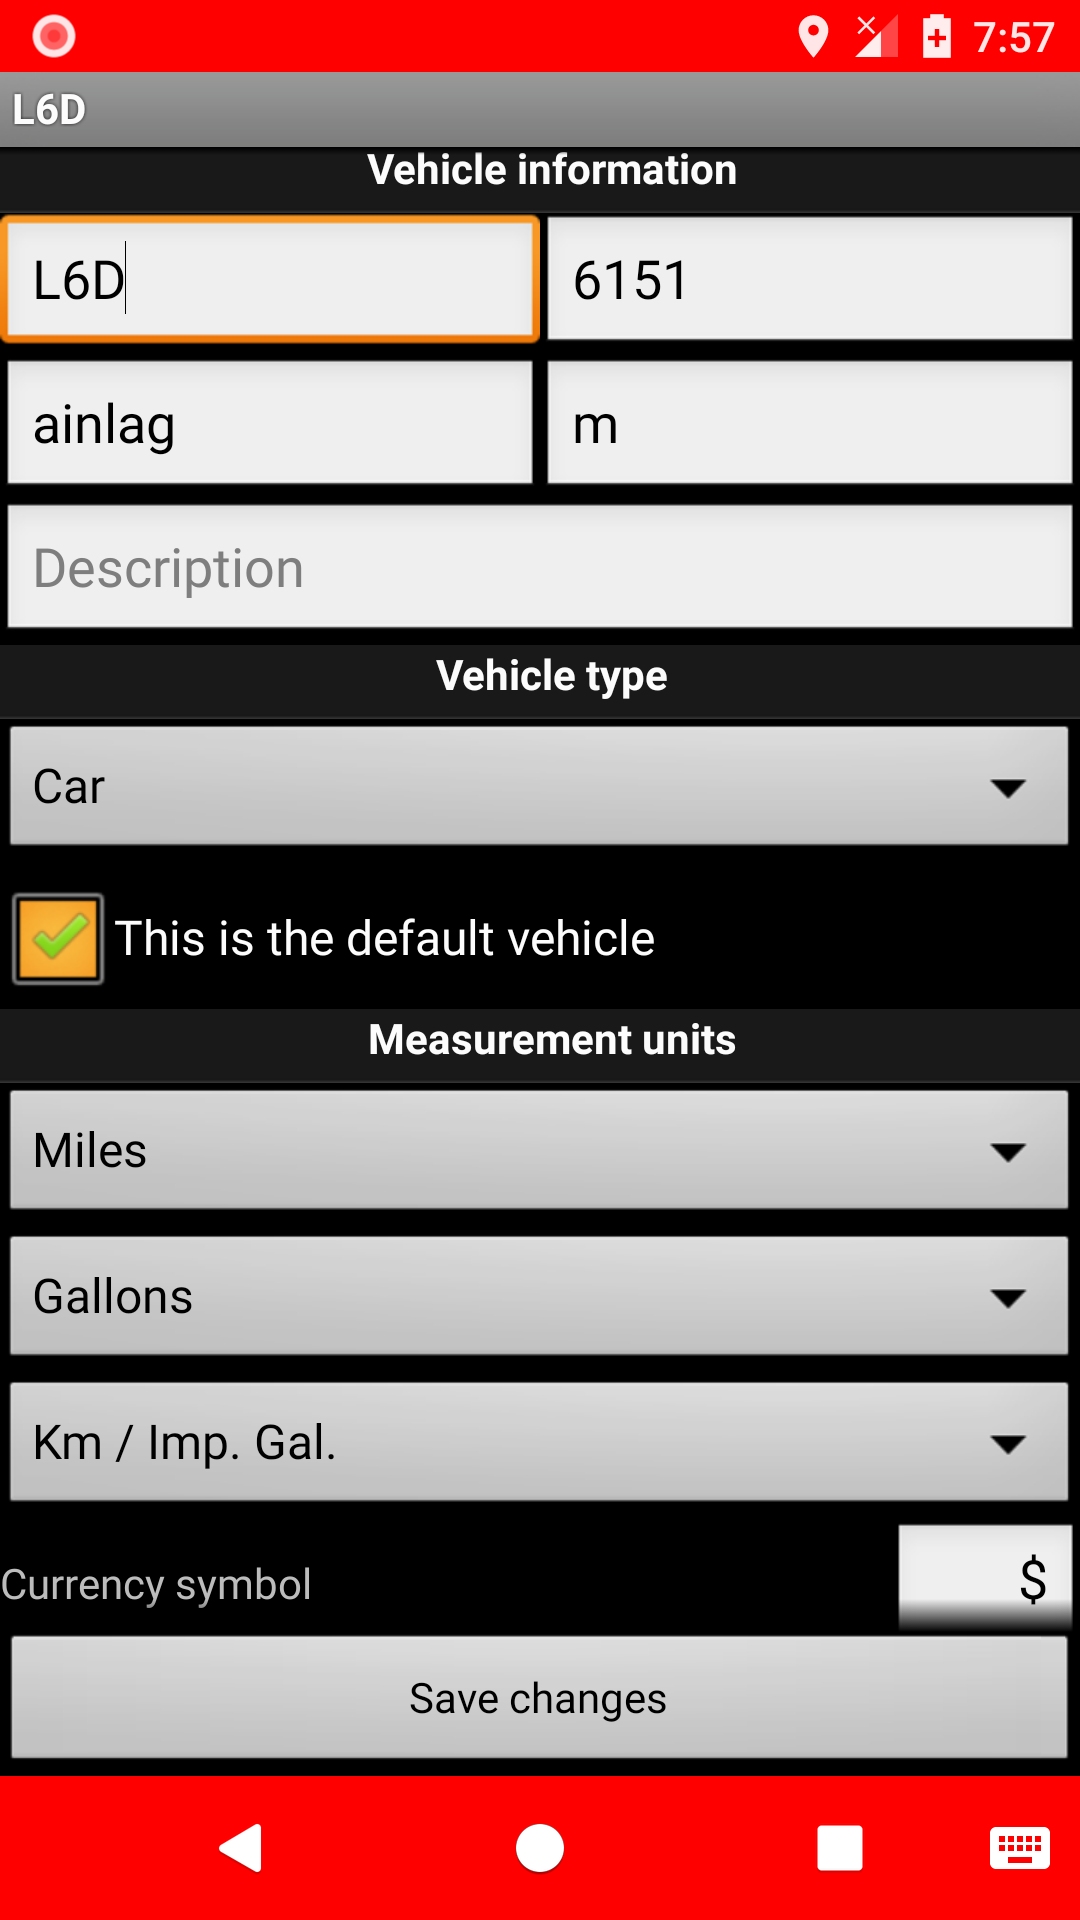 7:57
L6D
Vehicle information
L6D
6151
ainlag
m
Description
Vehicle type
Car
This is the default vehicle
Measurement units
Miles
Gallons
Km / Imp. Gal.
Currency symbol
$
Save changes